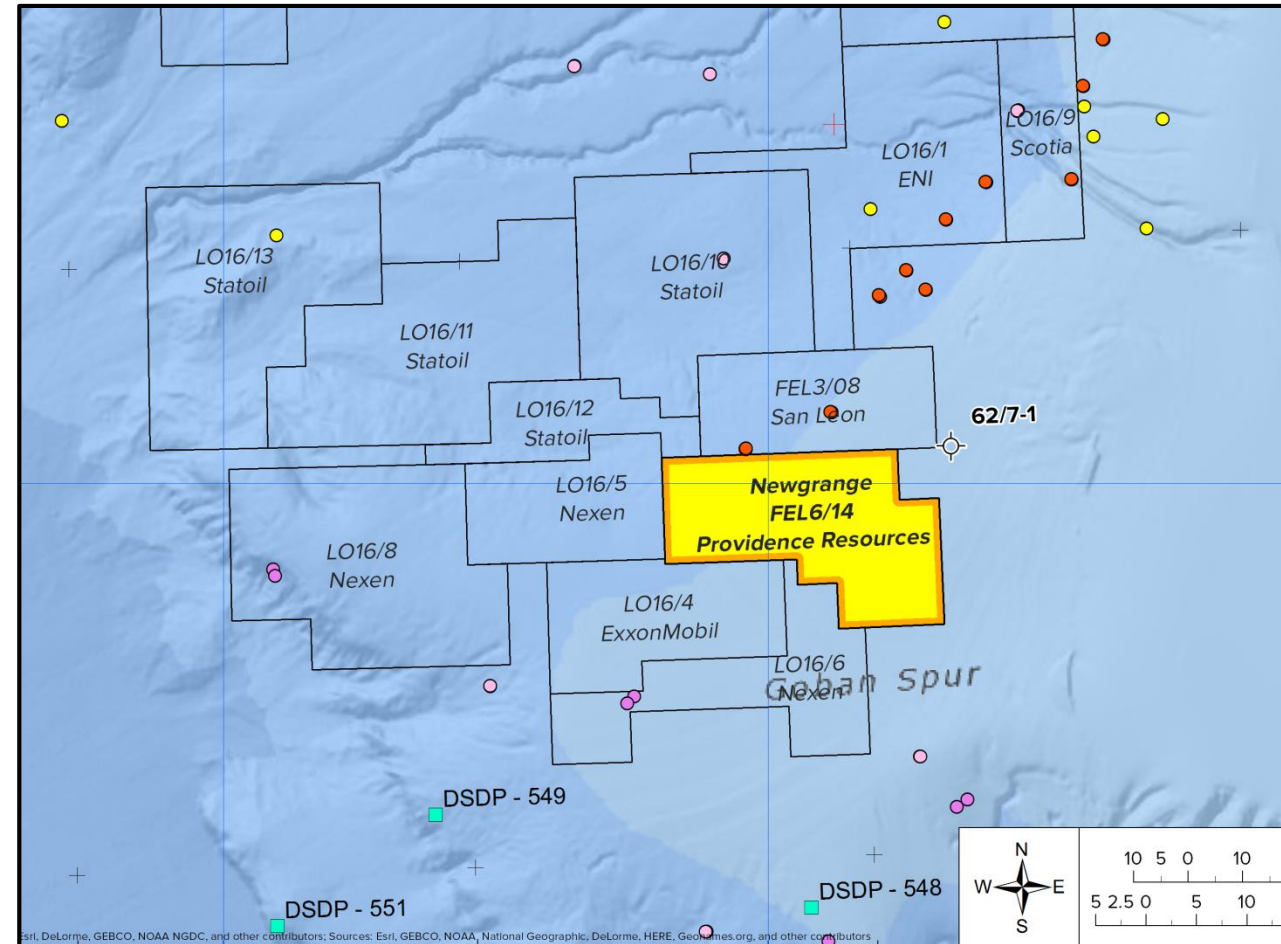 LO16/9
Scotia
LO16/1
ENI
LO16/13
Statoil
LO16/10
Statoil
LO16/11
Statoil
FEL3/08
San Leon
62/7-1
LO16/12
Statoil
LO16/5
Nexen
Newgrange
FEL6/14
Providence Resources
LO16/8
Nexen
LO16/4
ExxonMobil
LO16/6
Nexen
Goban Spur
DSDP - 549
DSDP - 548
DSDP - 551
N
W E
S
10 5 0 10
5 2.5 0 5 10
Esri, DeLorme, GEBCO, NOAA NGDC, and other contributors; Sources: Esri, GEBCO, NOAA, National Geographic, DeLorme, HERE, Geonames.org, and other contributors